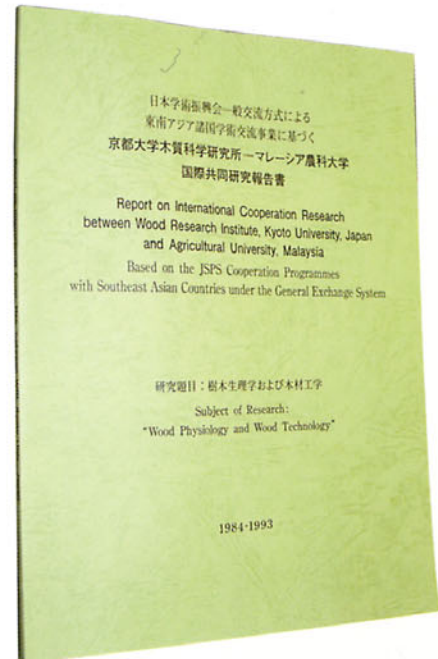 日本学術振興会一般交流方式による
東南アジア諸国学術交流事業に基づく
京都大学木質科学研究所ーマレーシア農科大学
国際共同研究報告書
Report on International Cooperation Research
between Wood Research Institute, Kyoto University, Japan
and Agricultural University, Malaysia
Based on the JSPS Cooperation Programmes
with Southeast Asian Countries under the General Exchange System
研究題目：樹木生理学および木材工学
Subject of Research:
“Wood Physiology and Wood Technology”
1984-1993